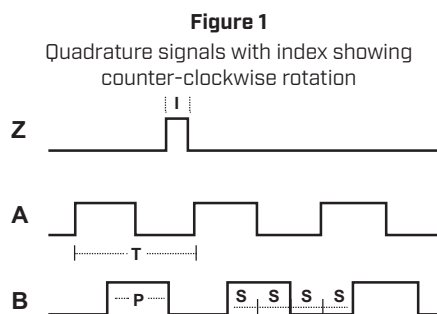 Figure 1
Quadrature signals with index showing
counter-clockwise rotation
I
Z
A
T
B P S S S S